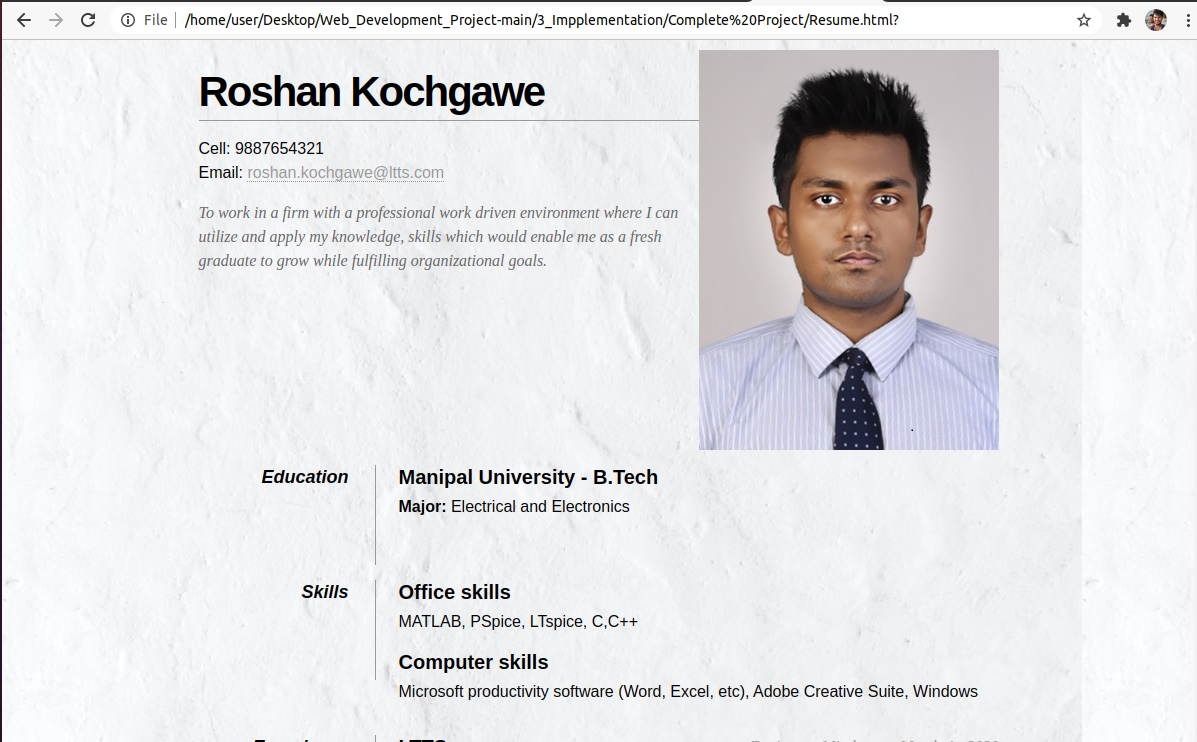 File | /home/user/Desktop/Web_Development_Project-main/3_Implementation/Complete%20Project/Resume.html?
Roshan Kochgawe
Cell: 9887654321
Email: roshan.kochgawe@ltts.com
To work in a firm with a professional work driven environment where I can
utilize and apply my knowledge, skills which would enable me as a fresh
graduate to grow while fulfilling organizational goals.
Education
Manipal University - B.Tech
Major: Electrical and Electronics
Skills
Office skills
MATLAB, PSpice, LTspice, C,C++
Computer skills
Microsoft productivity software (Word, Excel, etc), Adobe Creative Suite, Windows
LTTS